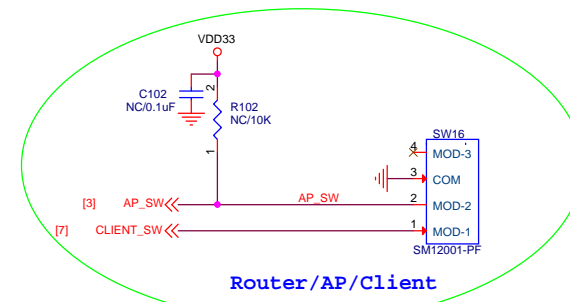 VDD33
C102
NC/0.1uF
2
R102
NC/10K
1
SW16
4 MOD-3
3 COM
[3] AP_SW AP_SW 2 MOD-2
[7] CLIENT_SW 1 MOD-1
SM12001-PF
Router/AP/Client